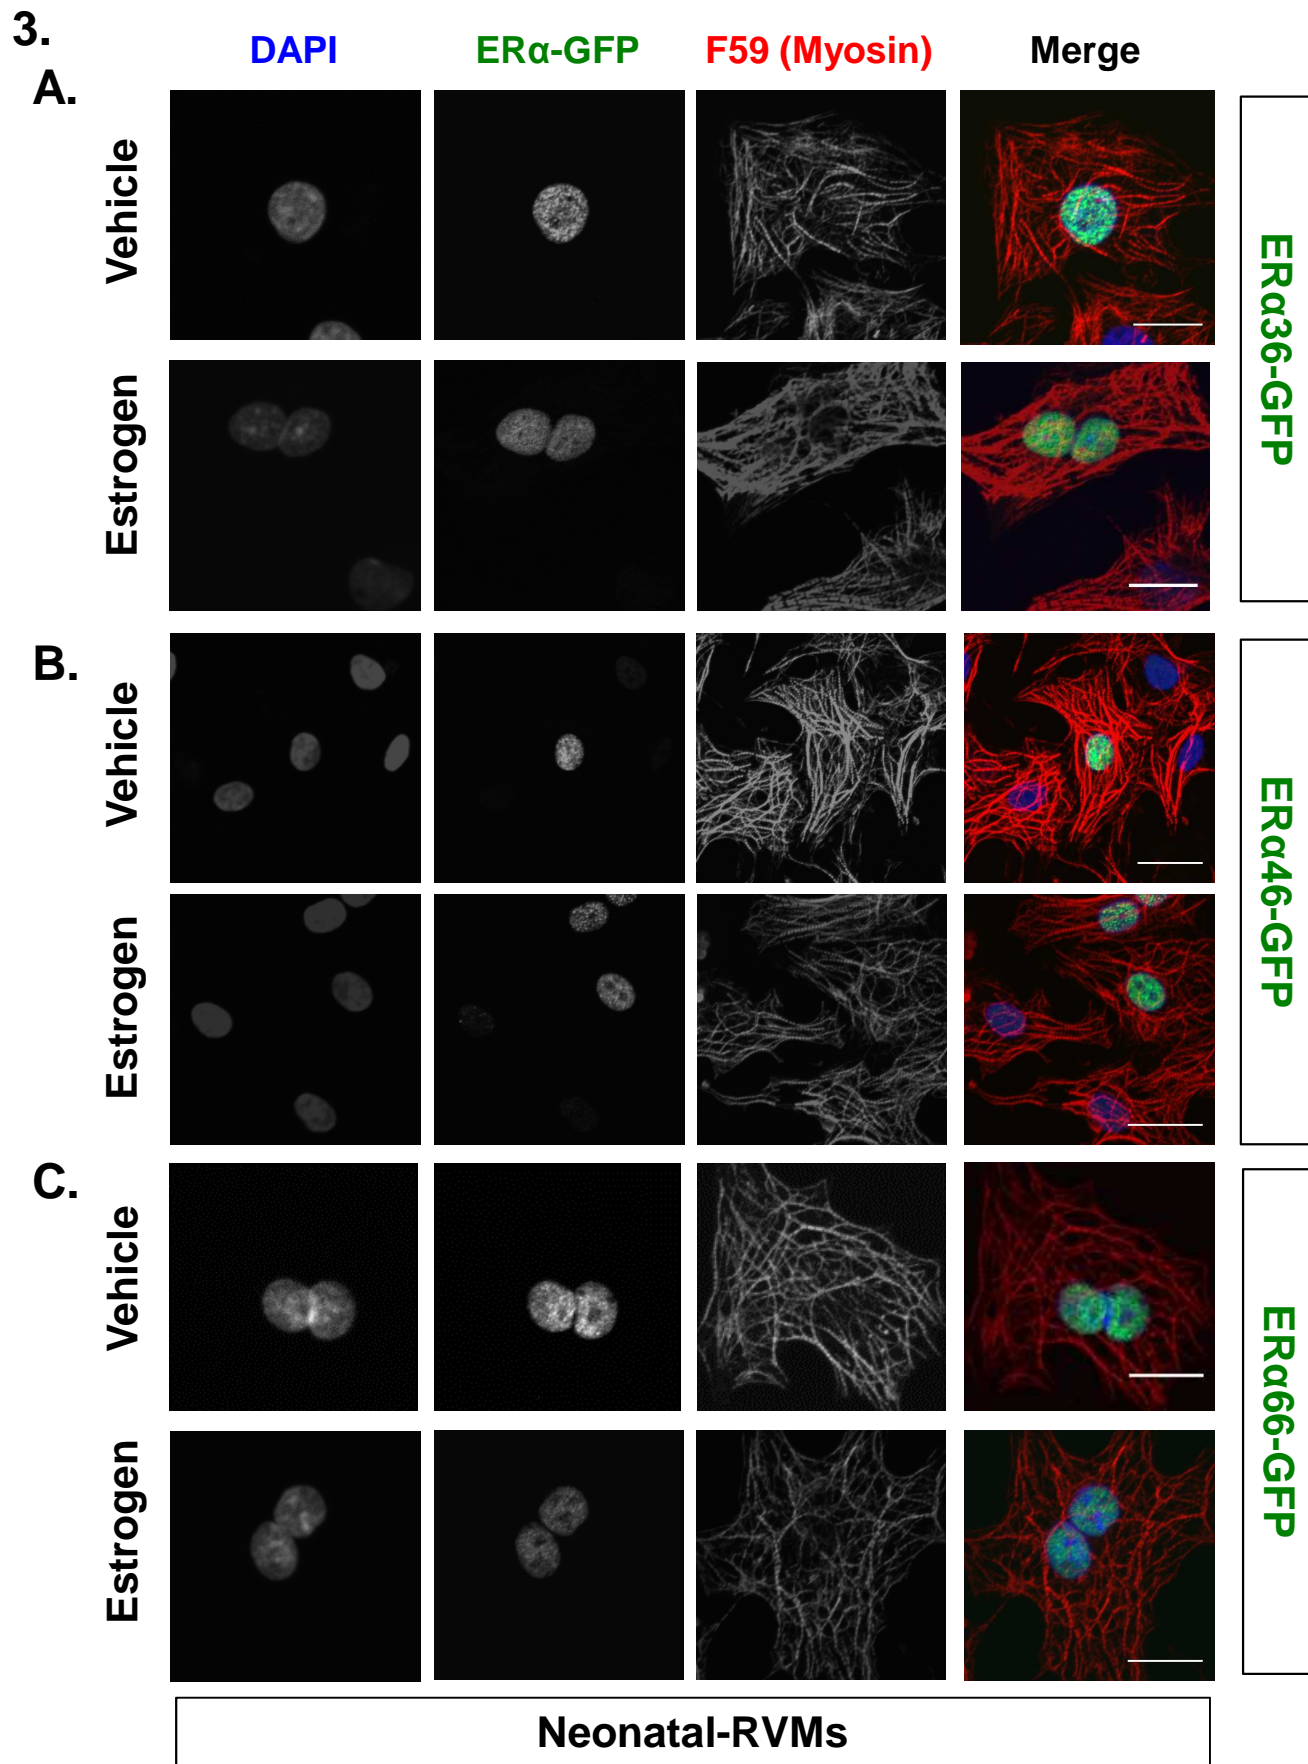 3.
DAPI ERα-GFP F59 (Myosin) Merge
A.
Vehicle
Estrogen
ERα36-GFP
B.
Vehicle
Estrogen
ERα46-GFP
C.
Vehicle
Estrogen
ERα66-GFP
Neonatal-RVMs